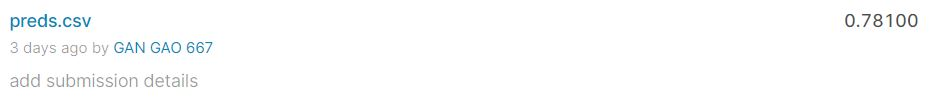 preds.csv 0.78100
3 days ago by GAN GAO 667
add submission details